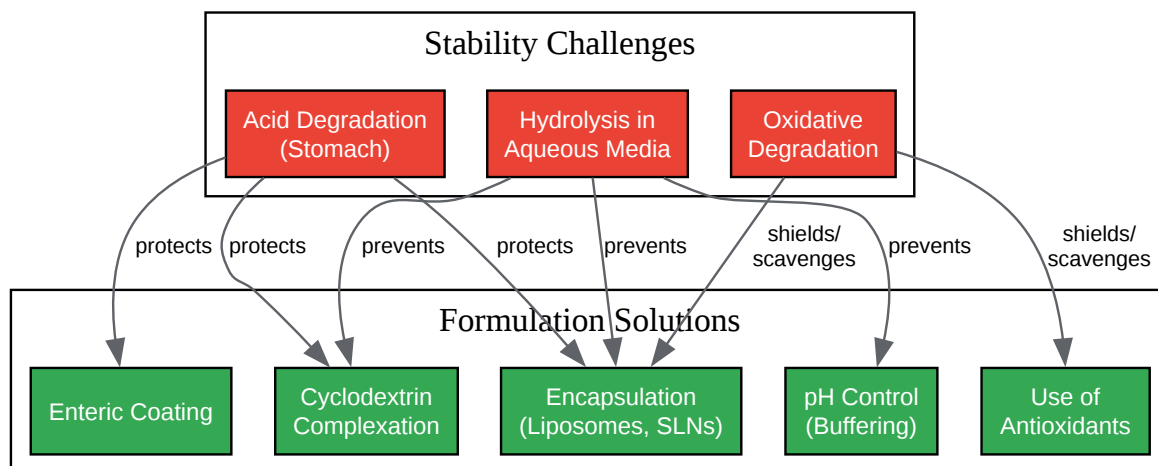 Stability Challenges
Acid Degradation
(Stomach)
Hydrolysis in
Aqueous Media
Oxidative
Degradation
protects
protects
prevents
protects
prevents
shields/
scavenges
prevents
shields/
scavenges
Formulation Solutions
Enteric Coating
Cyclodextrin
Complexation
Encapsulation
(Liposomes, SLNs)
pH Control
(Buffering)
Use of
Antioxidants